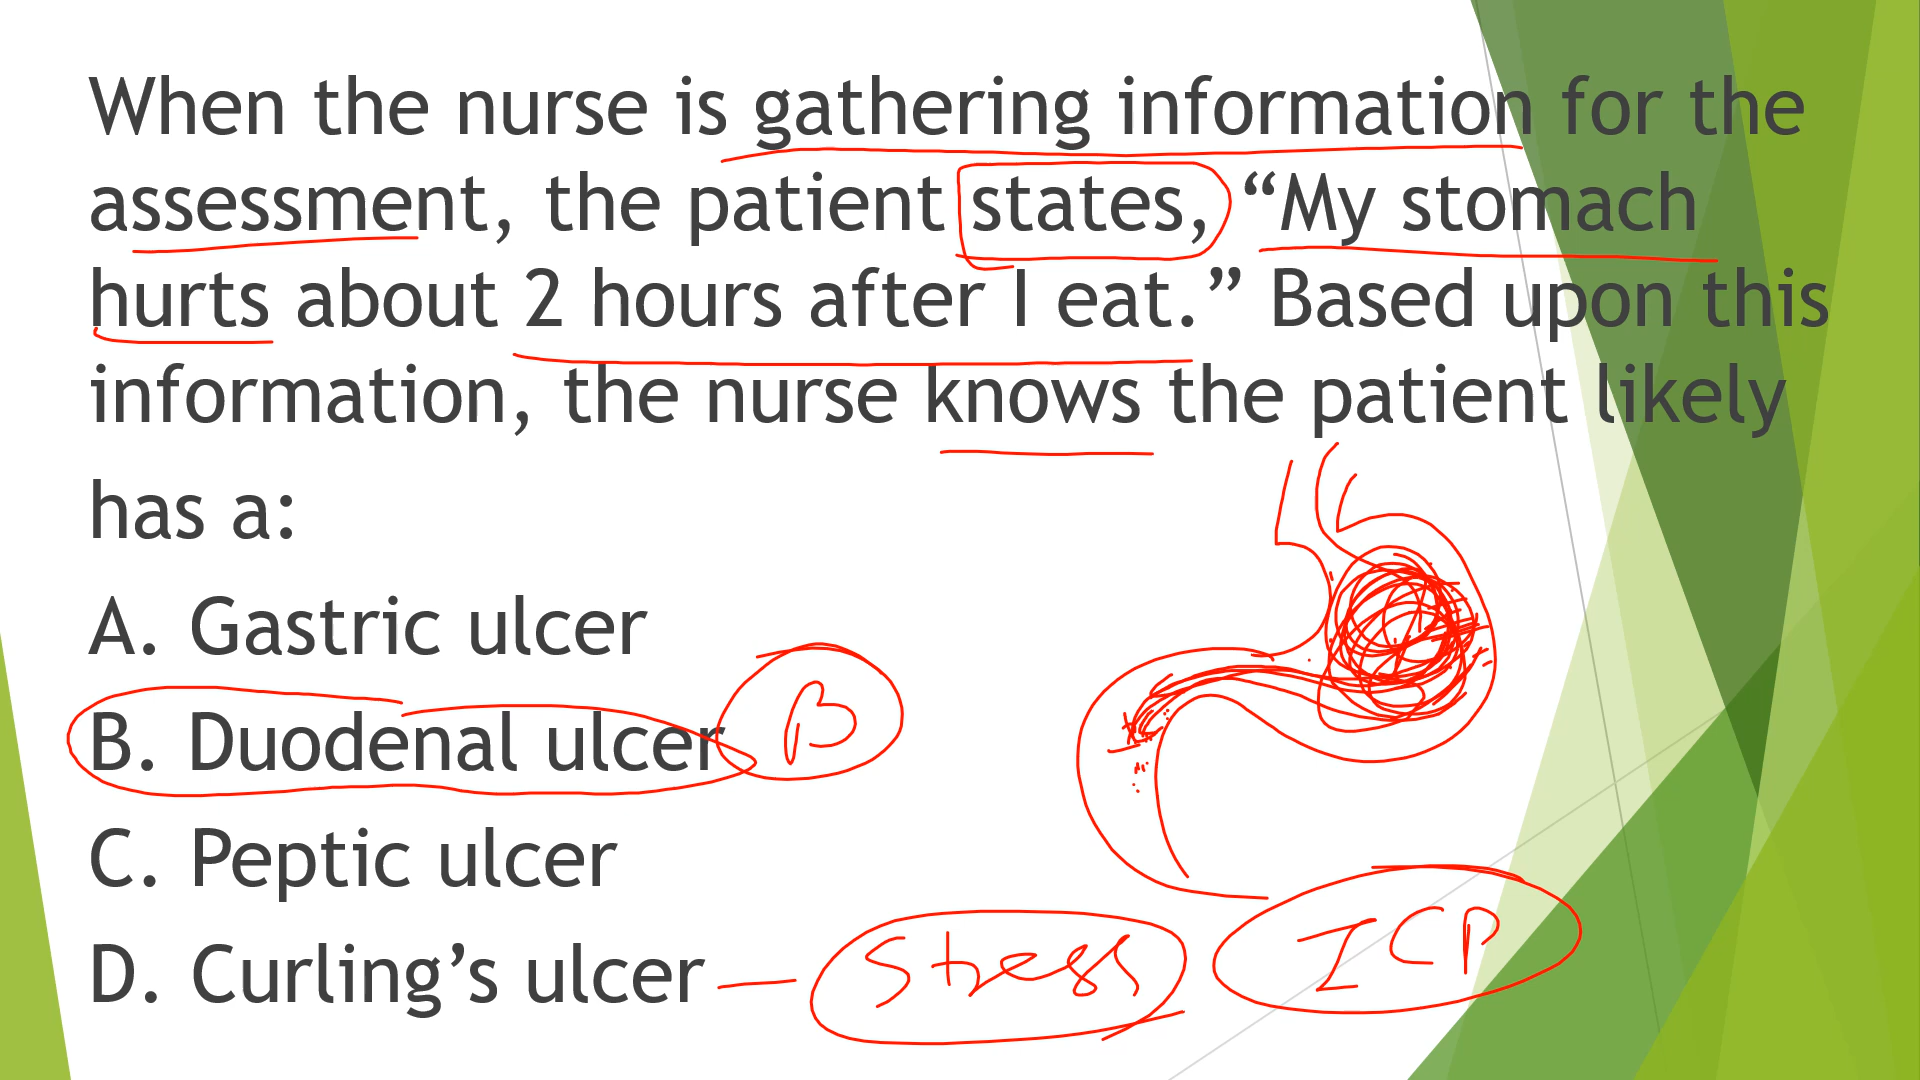 When the nurse is gathering information for the
assessment, the patient states, “My stomach
hurts about 2 hours after I eat.” Based upon this
information, the nurse knows the patient likely
has a:
A. Gastric ulcer
B. Duodenal ulcer B
C. Peptic ulcer
D. Curling’s ulcer — Stress ICP